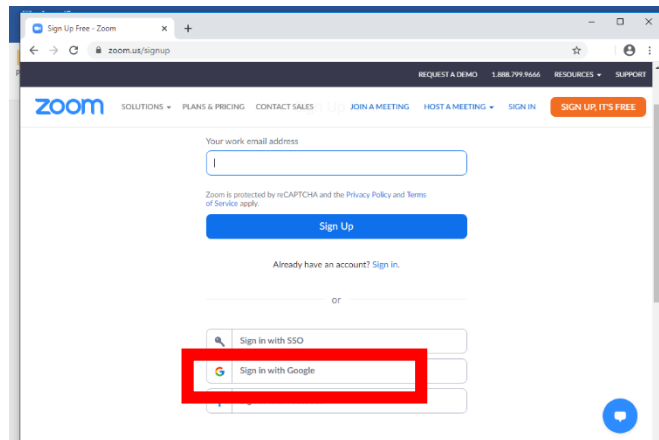 Sign Up Free - Zoom
zoom.us/signup
REQUEST A DEMO 1.888.799.9666 RESOURCES SUPPORT
zoom SOLUTIONS PLANS & PRICING CONTACT SALES JOIN A MEETING HOST A MEETING SIGN IN SIGN UP, IT'S FREE
Your work email address
Zoom is protected by reCAPTCHA and the Privacy Policy and Terms
of Service apply.
Sign Up
Already have an account? Sign in.
or
Sign in with SSO
Sign in with Google